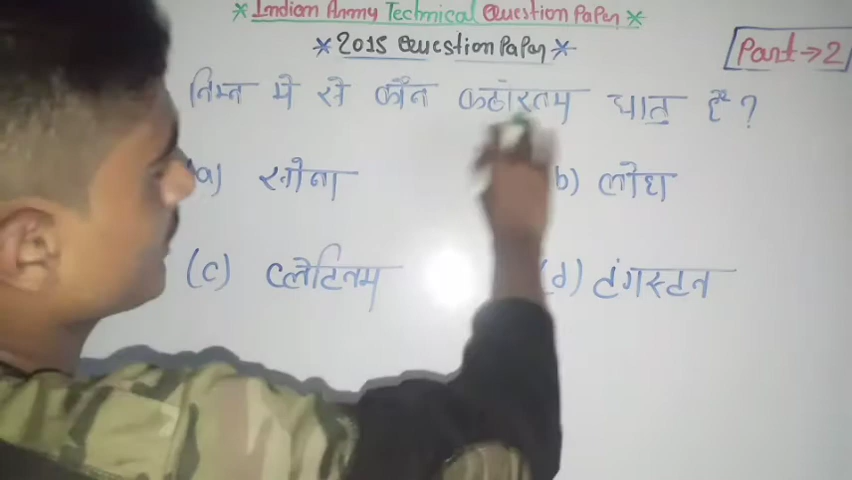 * Indian Army Technical Question Paper *
* 2015 Question Paper *
Part → 2
निम्न मे से कौन कठोरतम धातु है ?
(a) सोना (b) लोहा
(c) प्लेटिनम (d) टंगस्टन